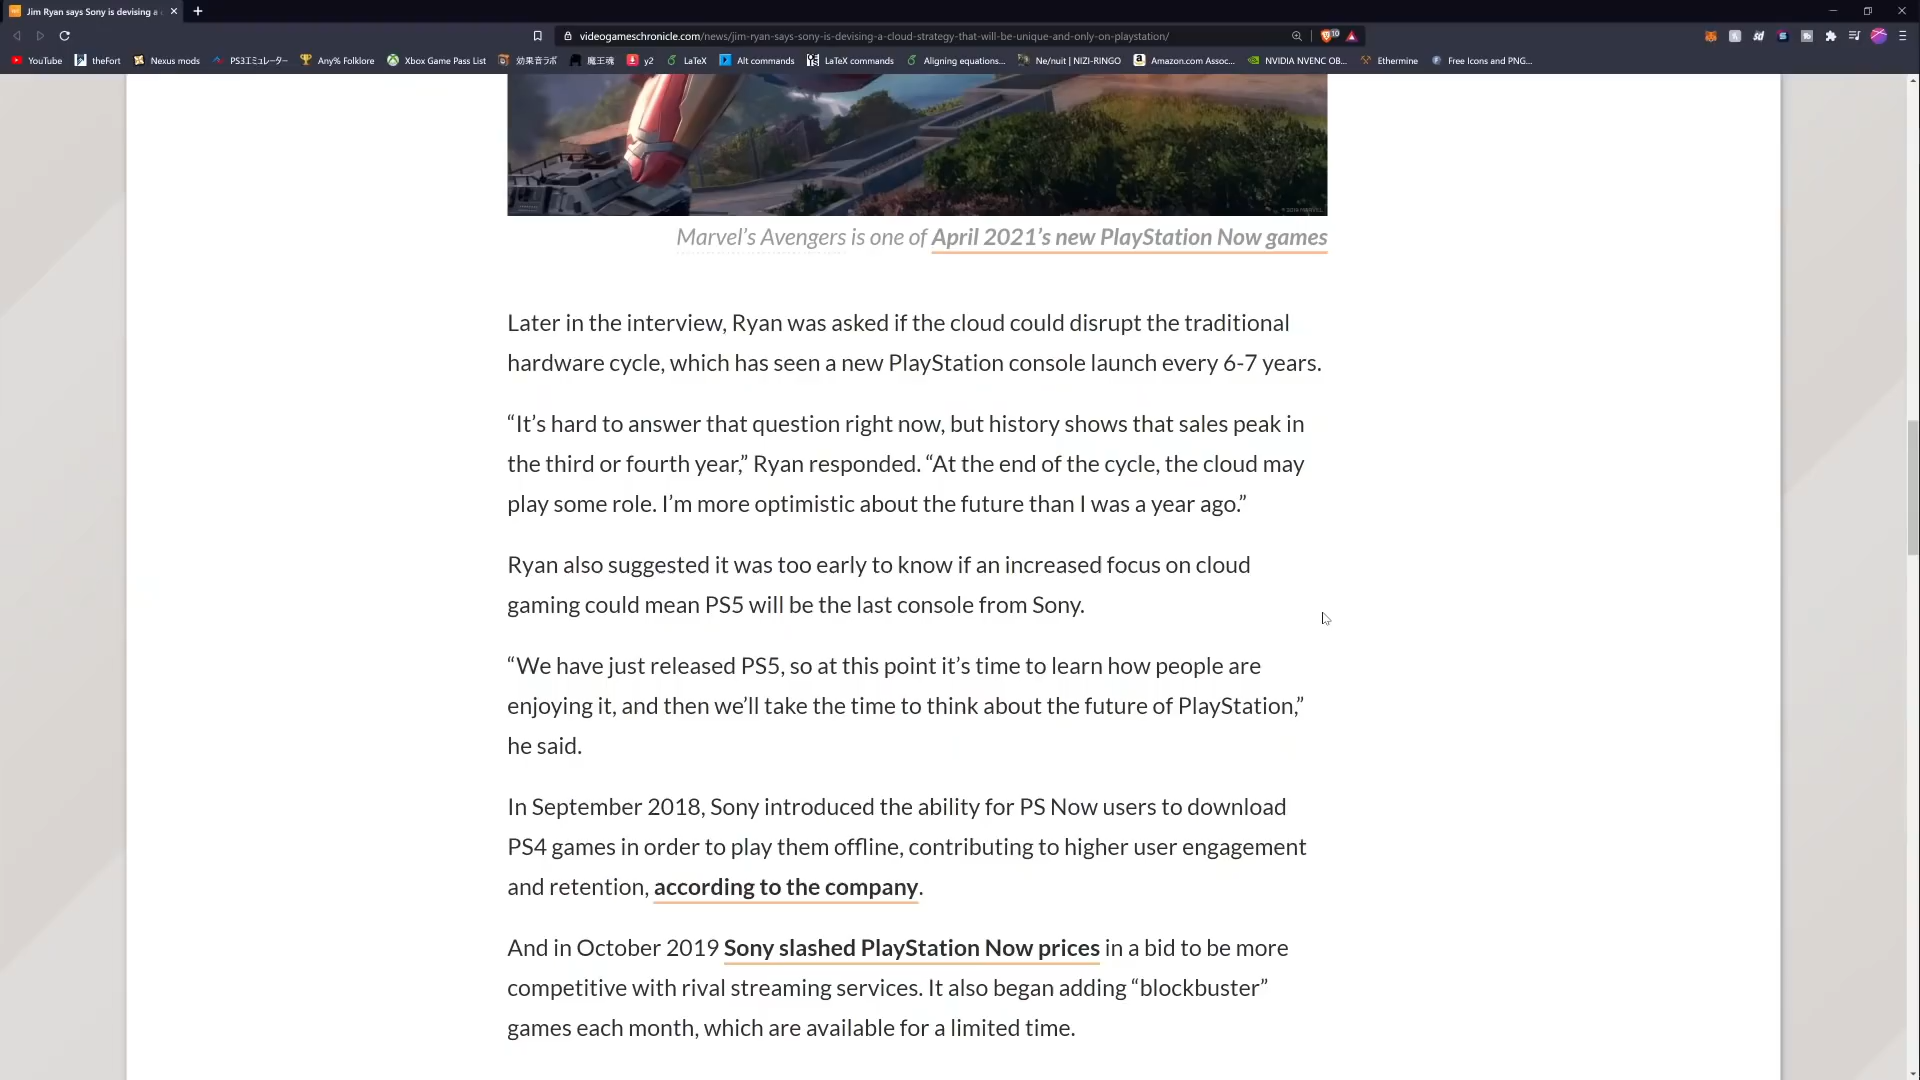 Jim Ryan says Sony is devising a
videogameschronicle.com/news/jim-ryan-says-sony-is-devising-a-cloud-strategy-that-will-be-unique-and-only-on-playstation/
10
YouTube theFort Nexus mods PS3エミュレーター Any% Folklore Xbox Game Pass List 効果音ラボ 魔王魂 y2 LaTeX Alt commands LaTeX commands Aligning equations... Ne/nuit | NIZI-RINGO Amazon.com Assoc... NVIDIA NVENC OB... Ethermine Free Icons and PNG...
Marvel’s Avengers is one of April 2021’s new PlayStation Now games
Later in the interview, Ryan was asked if the cloud could disrupt the traditional
hardware cycle, which has seen a new PlayStation console launch every 6-7 years.
“It’s hard to answer that question right now, but history shows that sales peak in
the third or fourth year,” Ryan responded. “At the end of the cycle, the cloud may
play some role. I’m more optimistic about the future than I was a year ago.”
Ryan also suggested it was too early to know if an increased focus on cloud
gaming could mean PS5 will be the last console from Sony.
“We have just released PS5, so at this point it’s time to learn how people are
enjoying it, and then we’ll take the time to think about the future of PlayStation,”
he said.
In September 2018, Sony introduced the ability for PS Now users to download
PS4 games in order to play them offline, contributing to higher user engagement
and retention, according to the company.
And in October 2019 Sony slashed PlayStation Now prices in a bid to be more
competitive with rival streaming services. It also began adding “blockbuster”
games each month, which are available for a limited time.